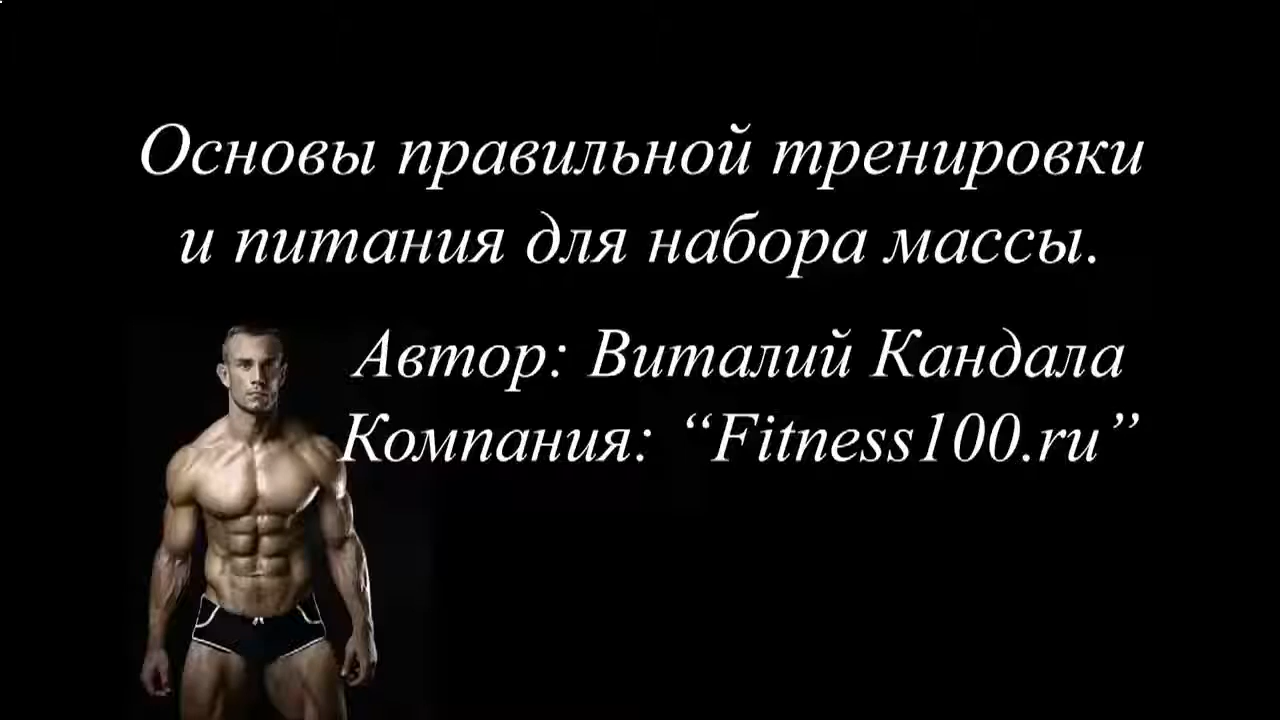 Основы правильной тренировки
и питания для набора массы.
Автор: Виталий Кандала
Компания: “Fitness100.ru”